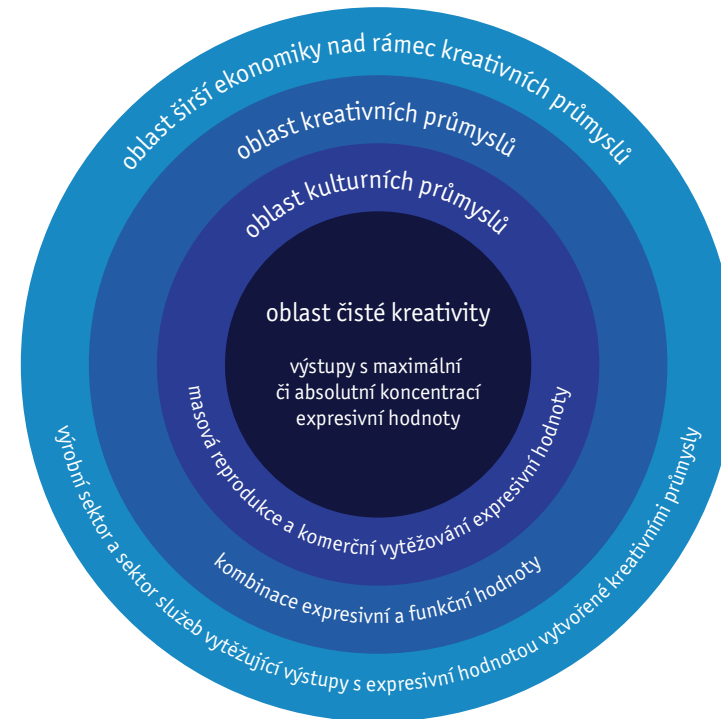 oblast širší ekonomiky nad rámec kreativních průmyslů
oblast kreativních průmyslů
oblast kulturních průmyslů
oblast čisté kreativity
výstupy s maximální
či absolutní koncentrací
expresivní hodnoty
masová reprodukce a komerční vytěžování expresivní hodnoty
kombinace expresivní a funkční hodnoty
výrobní sektor a sektor služeb vytěžující výstupy s expresivní hodnotou vytvořené kreativními průmysly